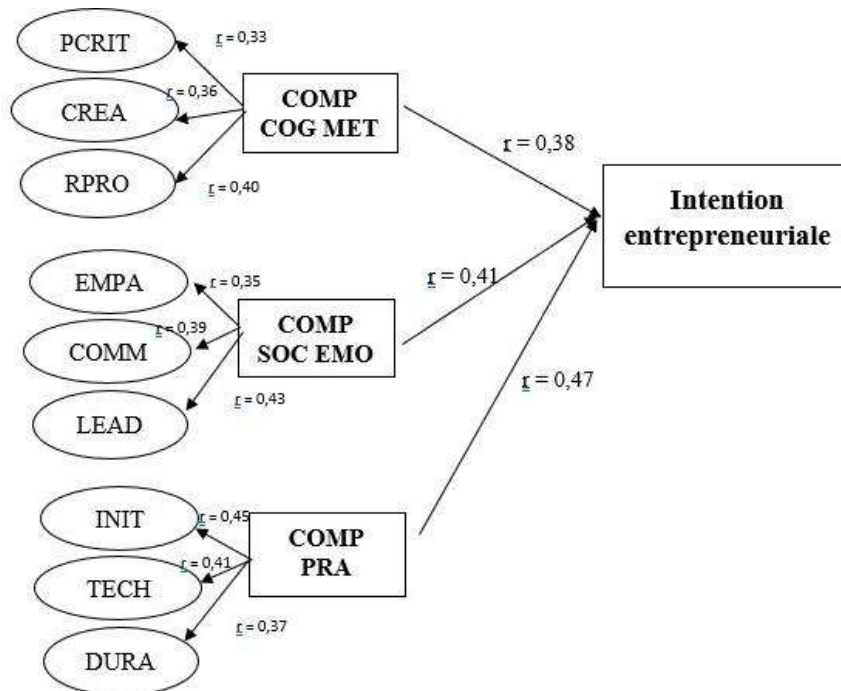 PCRIT
r = 0,33
CREA
r = 0,36
RPRO
r = 0,40
COMP
COG MET
r = 0,38
Intention
entrepreneuriale
EMPA
r = 0,35
COMM
r = 0,39
LEAD
r = 0,43
COMP
SOC EMO
r = 0,41
r = 0,47
INIT
r = 0,45
TECH
r = 0,41
DURA
r = 0,37
COMP
PRA